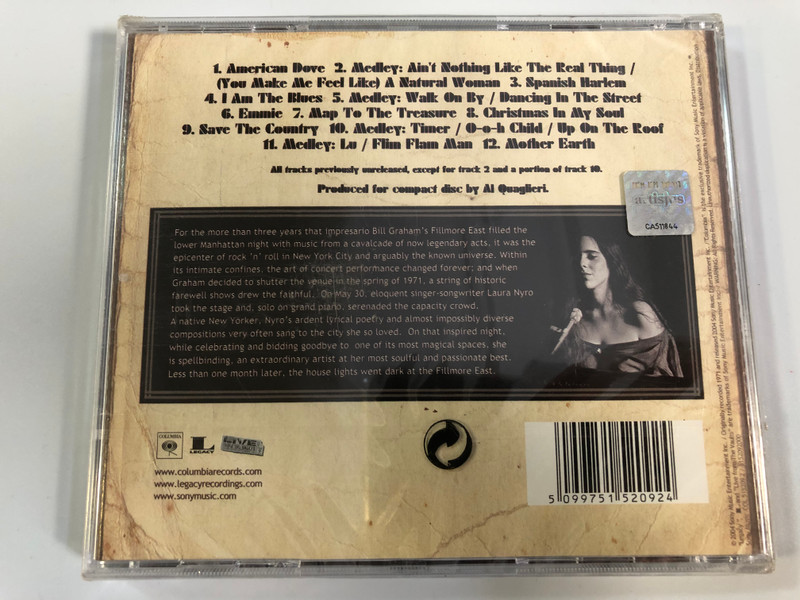 1. American Dove 2. Medley: Ain't Nothing Like The Real Thing /
(You Make Me Feel Like) A Natural Woman 3. Spanish Harlem
4. I Am The Blues 5. Medley: Walk On By / Dancing In The Street
6. Emmie 7. Map To The Treasure 8. Christmas In My Soul
9. Save The Country 10. Medley: Timer / O-o-h Child / Up On The Roof
11. Medley: Lu / Flim Flam Man 12. Mother Earth
All tracks previously unreleased, except for track 2 and a portion of track 10.
Produced for compact disc by Al Quaglieri.
artisjus
CA511844
For the more than three years that impresario Bill Graham's Fillmore East filled the
lower Manhattan night with music from a cavalcade of now legendary acts, it was the
epicenter of rock 'n' roll in New York City and arguably the known universe. Within
its intimate confines, the art of concert performance changed forever; and when
Graham decided to shutter the venue in the spring of 1971, a string of historic
farewell shows drew the faithful. On May 30, eloquent singer-songwriter Laura Nyro
took the stage and, solo on grand piano, serenaded the capacity crowd.
A native New Yorker, Nyro's ardent lyrical poetry and almost impossibly diverse
compositions very often sang to the city she so loved. On that inspired night,
while celebrating and bidding goodbye to one of its most magical spaces, she
is spellbinding, an extraordinary artist at her most soulful and passionate best.
Less than one month later, the house lights went dark at the Fillmore East.
COLUMBIA
LEGACY
www.columbiarecords.com
www.legacyrecordings.com
www.sonymusic.com
5 099751 520924